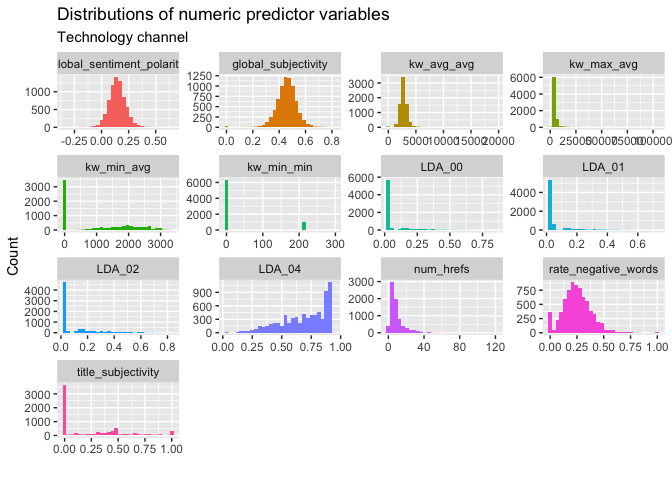 Distributions of numeric predictor variables
Technology channel
lobal_sentiment_polarit
global_subjectivity
kw_avg_avg
kw_max_avg
1000
500
0
-0.25 0.00 0.25 0.50
1250
1000
750
500
250
0
0.0 0.2 0.4 0.6 0.8
3000
2000
1000
0
0 5000 10000 15000 20000
6000
4000
2000
0
0 25000 50000 75000 100000
kw_min_avg
kw_min_min
LDA_00
LDA_01
3000
2000
1000
0
0 1000 2000 3000
6000
4000
2000
0
0 100 200 300
6000
4000
2000
0
0.00 0.25 0.50 0.75
4000
2000
0
0.0 0.2 0.4 0.6
Count
LDA_02
LDA_04
num_hrefs
rate_negative_words
4000
3000
2000
1000
0
0.0 0.2 0.4 0.6 0.8
900
600
300
0
0.00 0.25 0.50 0.75 1.00
3000
2000
1000
0
0 40 80 120
750
500
250
0
0.00 0.25 0.50 0.75 1.00
title_subjectivity
3000
2000
1000
0
0.00 0.25 0.50 0.75 1.00